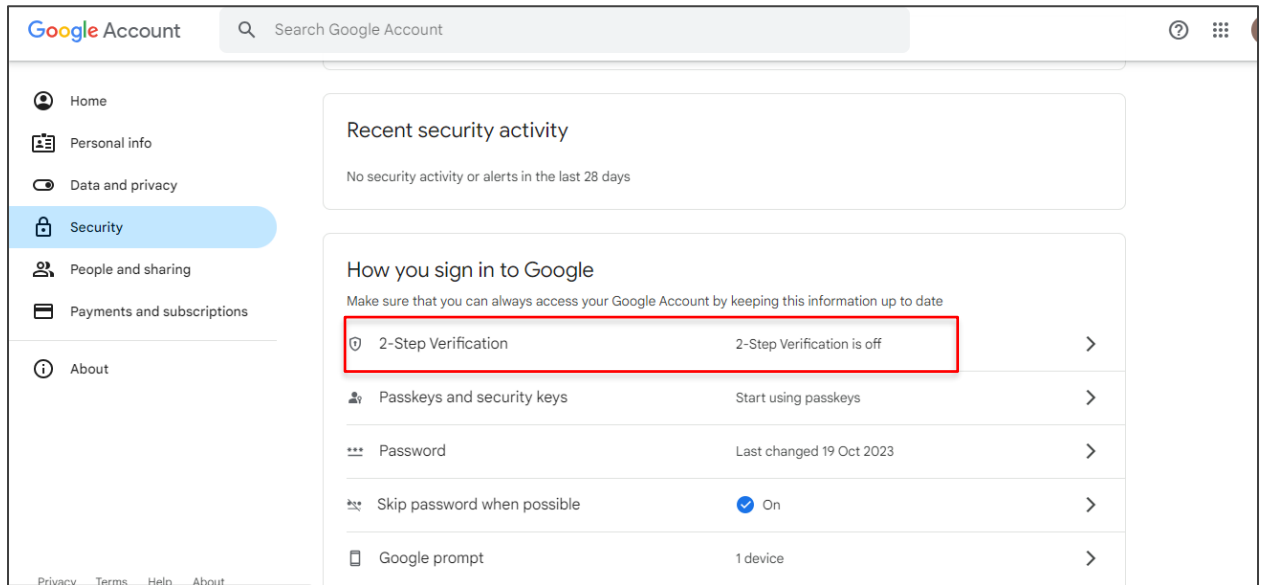 Google Account
Search Google Account
Home
Personal info
Data and privacy
Security
People and sharing
Payments and subscriptions
About
Recent security activity
No security activity or alerts in the last 28 days
How you sign in to Google
Make sure that you can always access your Google Account by keeping this information up to date
2-Step Verification 2-Step Verification is off
Passkeys and security keys Start using passkeys
Password Last changed 19 Oct 2023
Skip password when possible On
Google prompt 1 device
Privacy Terms Help About